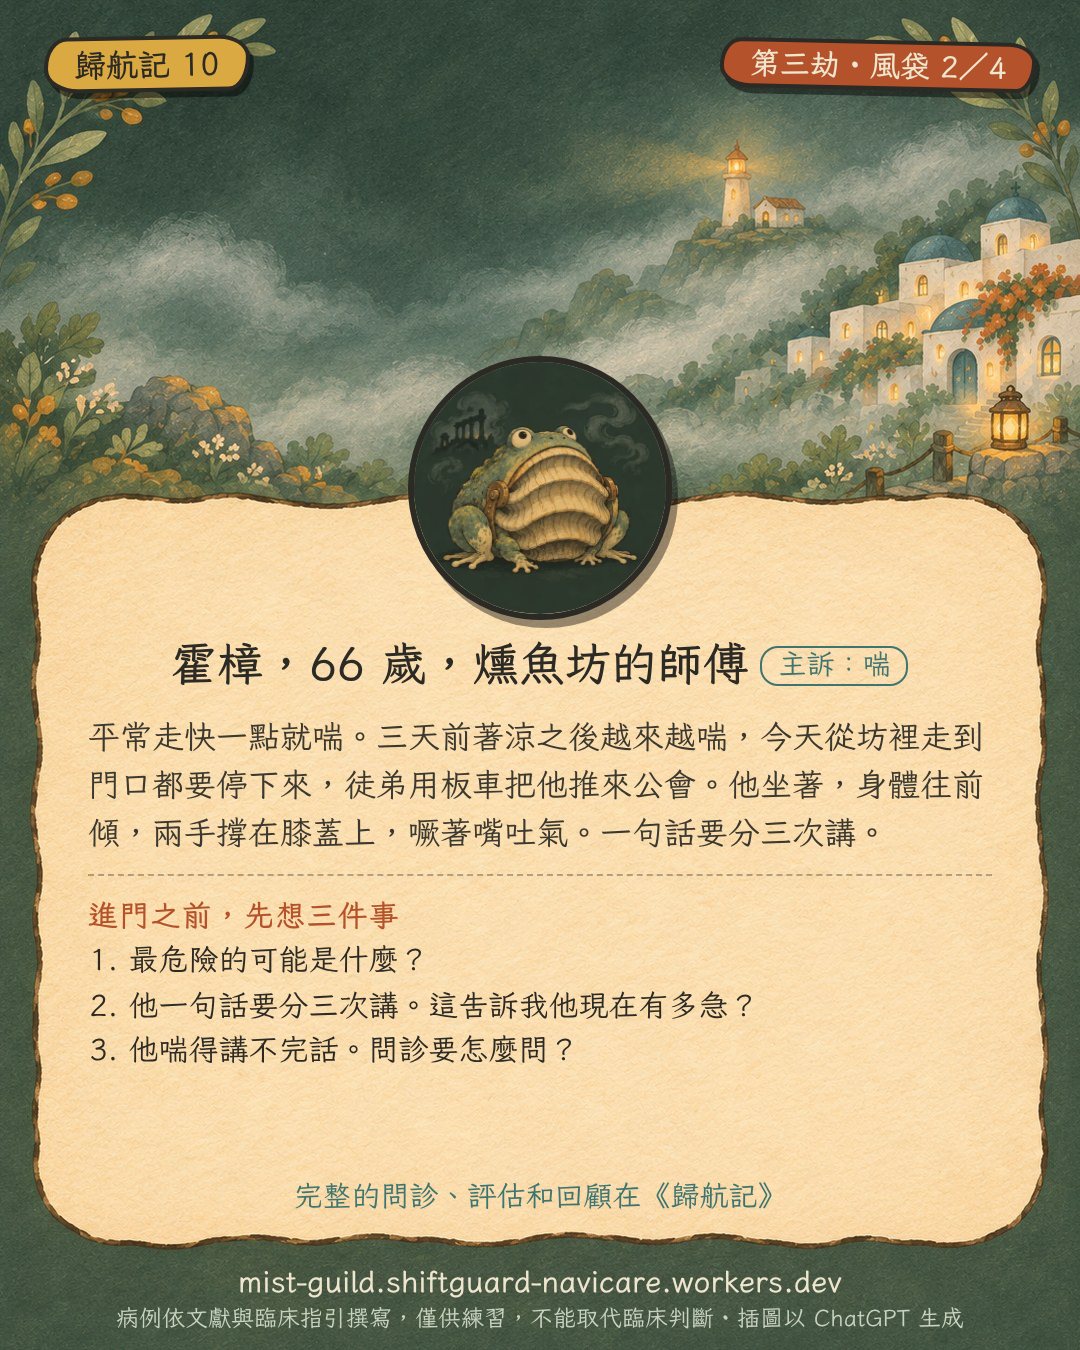 歸航記 10
第三劫・風袋 2／4
霍樟，66 歲，燻魚坊的師傅
主訴：喘
平常走快一點就喘。三天前著涼之後越來越喘，今天從坊裡走到
門口都要停下來，徒弟用板車把他推來公會。他坐著，身體往前
傾，兩手撐在膝蓋上，噘著嘴吐氣。一句話要分三次講。
進門之前，先想三件事
1. 最危險的可能是什麼？
2. 他一句話要分三次講。這告訴我他現在有多急？
3. 他喘得講不完話。問診要怎麼問？
完整的問診、評估和回顧在《歸航記》
mist-guild.shiftguard-navicare.workers.dev
病例依文獻與臨床指引撰寫，僅供練習，不能取代臨床判斷・插圖以 ChatGPT 生成